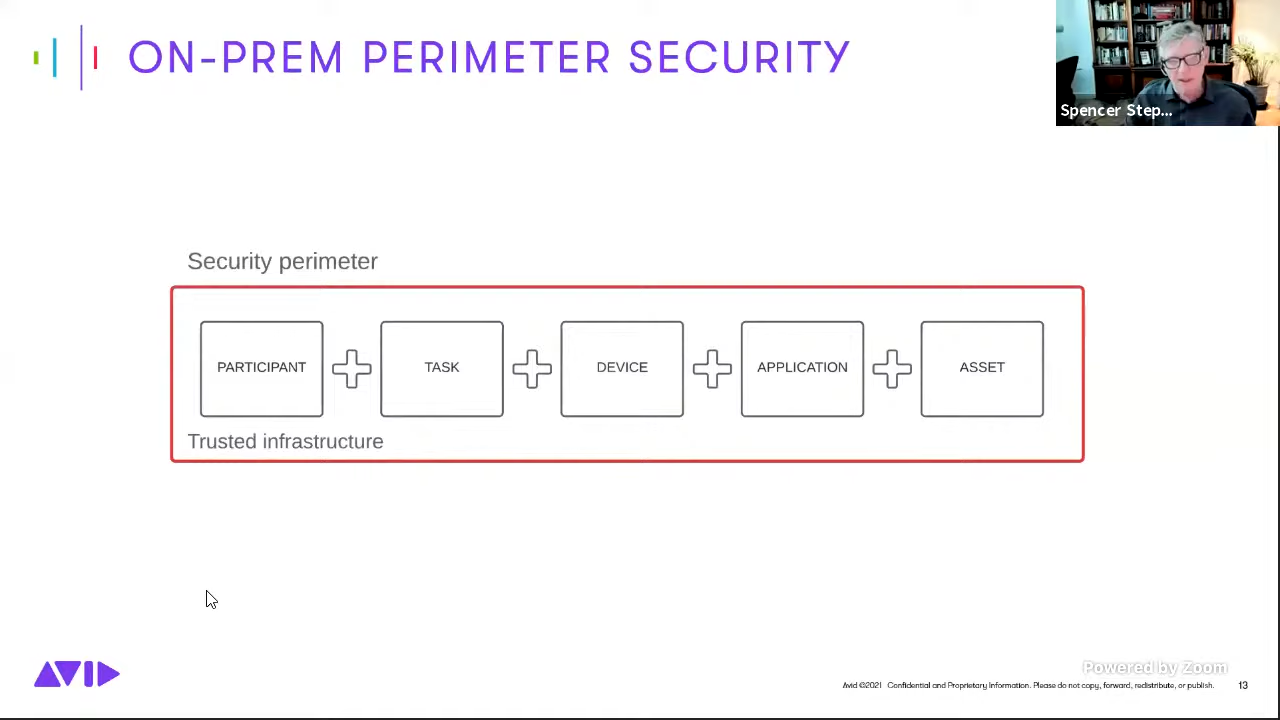 ON-PREM PERIMETER SECURITY
Spencer Step...
Security perimeter
PARTICIPANT
TASK
DEVICE
APPLICATION
ASSET
Trusted infrastructure
AVID
Powered by Zoom
Avid ©2021 Confidential and Proprietary Information. Please do not copy, forward, redistribute, or publish. 13